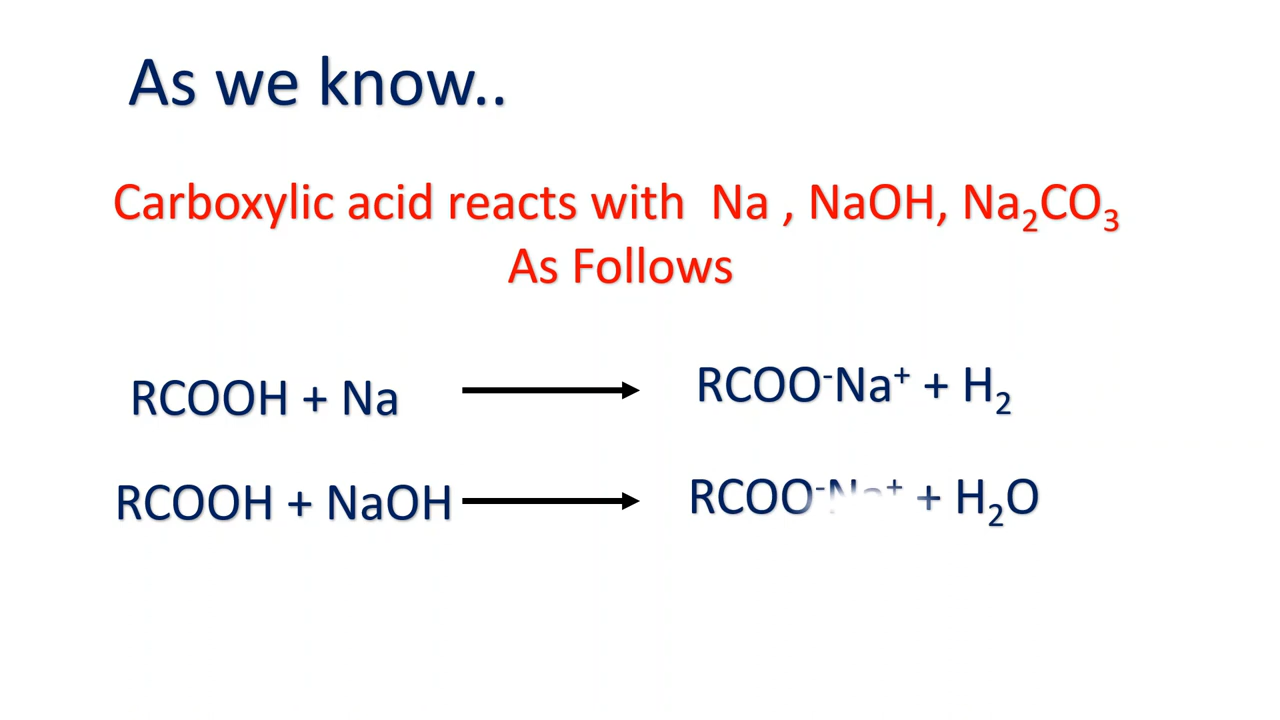 As we know..
Carboxylic acid reacts with Na , NaOH, Na₂CO₃
As Follows
RCOOH + Na → RCOO⁻Na⁺ + H₂
RCOOH + NaOH → RCOO⁻Na⁺ + H₂O